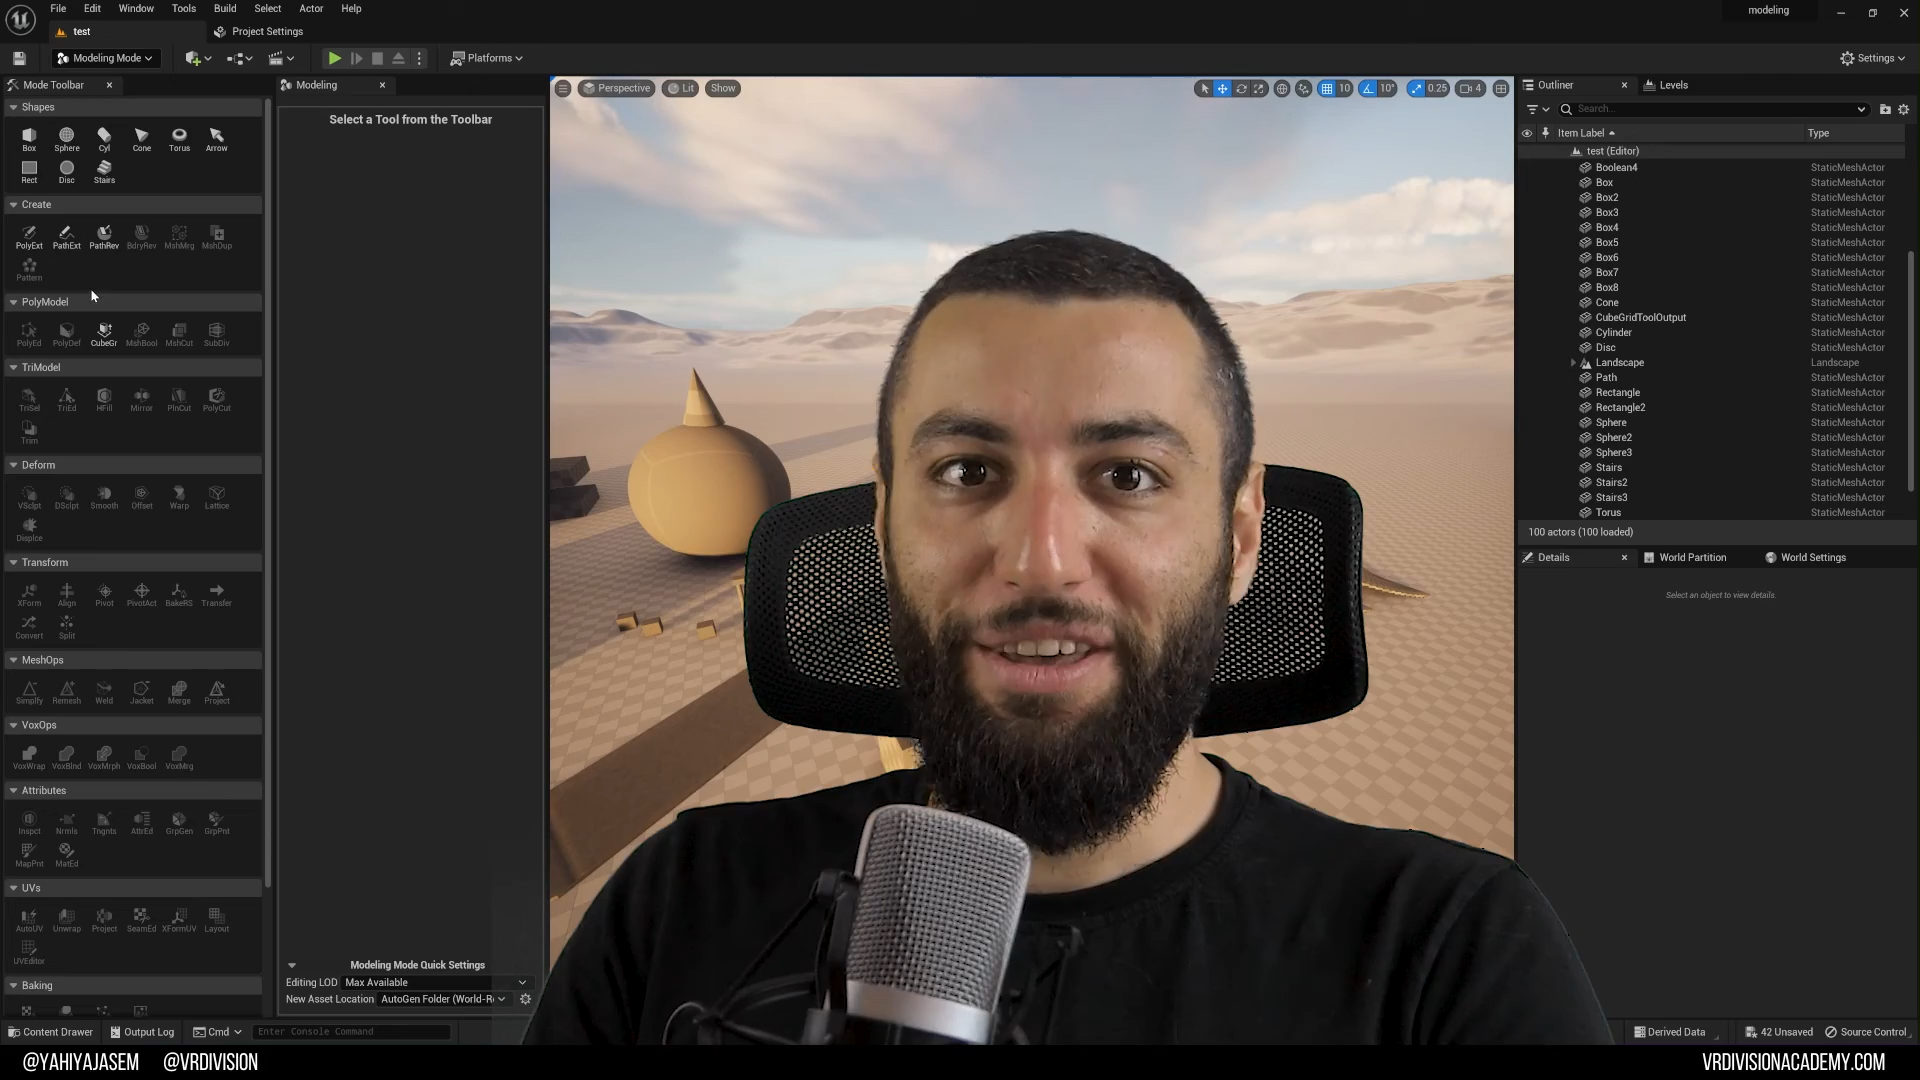 File Edit Window Tools Build Select Actor Help
modeling
test Project Settings
Modeling Mode Platforms Settings
Mode Toolbar
Shapes
Box Sphere Cyl Cone Torus Arrow
Rect Disc Stairs
Create
PolyExt PathExt PathRev BdryRev MshMrg MshDup
Pattern
PolyModel
PolyEd PolyDef CubeGr MshBool MshCut SubDiv
TriModel
TriSel TriEd HFill Mirror PlnCut PolyCut
Trim
Deform
VSclpt DSclpt Smooth Offset Warp Lattice
Displce
Transform
XForm Align Pivot PivotAct BakeRS Transfer
Convert Split
MeshOps
Simplfy Remesh Weld Jacket Merge Project
VoxOps
VoxWrap VoxBlnd VoxMrph VoxBool VoxMrg
Attributes
Inspct Nrmls Tngnts AttrEd GrpGen GrpPnt
MapPnt MatEd
UVs
AutoUV Unwrap Project SeamEd XFormUV Layout
UVEditor
Baking
Modeling
Select a Tool from the Toolbar
Modeling Mode Quick Settings
Editing LOD Max Available
New Asset Location AutoGen Folder (World-R
Perspective Lit Show 10 10° 0.25 4
Outliner Levels
Search...
Item Label Type
test (Editor)
Boolean4 StaticMeshActor
Box StaticMeshActor
Box2 StaticMeshActor
Box3 StaticMeshActor
Box4 StaticMeshActor
Box5 StaticMeshActor
Box6 StaticMeshActor
Box7 StaticMeshActor
Box8 StaticMeshActor
Cone StaticMeshActor
CubeGridToolOutput StaticMeshActor
Cylinder StaticMeshActor
Disc StaticMeshActor
Landscape Landscape
Path StaticMeshActor
Rectangle StaticMeshActor
Rectangle2 StaticMeshActor
Sphere StaticMeshActor
Sphere2 StaticMeshActor
Sphere3 StaticMeshActor
Stairs StaticMeshActor
Stairs2 StaticMeshActor
Stairs3 StaticMeshActor
Torus StaticMeshActor
100 actors (100 loaded)
Details World Partition World Settings
Select an object to view details.
Content Drawer Output Log Cmd Enter Console Command
Derived Data 42 Unsaved Source Control
@YAHIYAJASEM @VRDIVISION VRDIVISIONACADEMY.COM